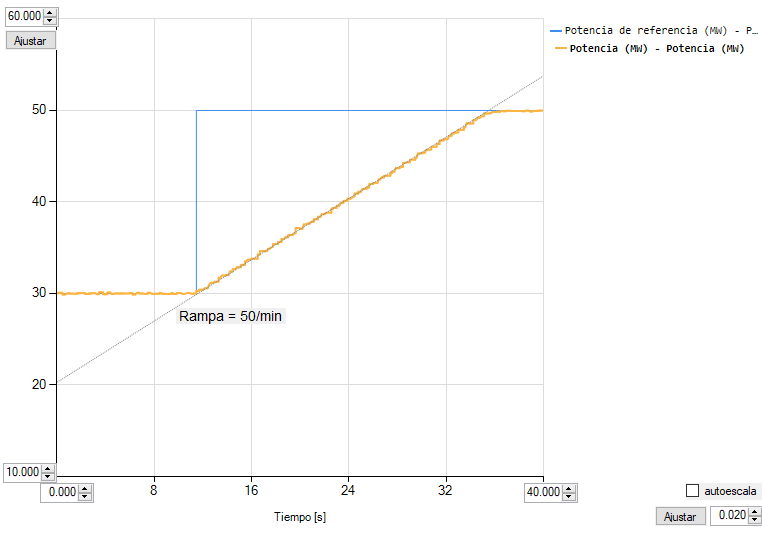 60.000
Ajustar
Potencia de referencia (MW) - P…
Potencia (MW) - Potencia (MW)
50
40
30
Rampa = 50/min
20
10.000
0.000
8
16
24
32
40.000
autoescala
Tiempo [s]
Ajustar
0.020